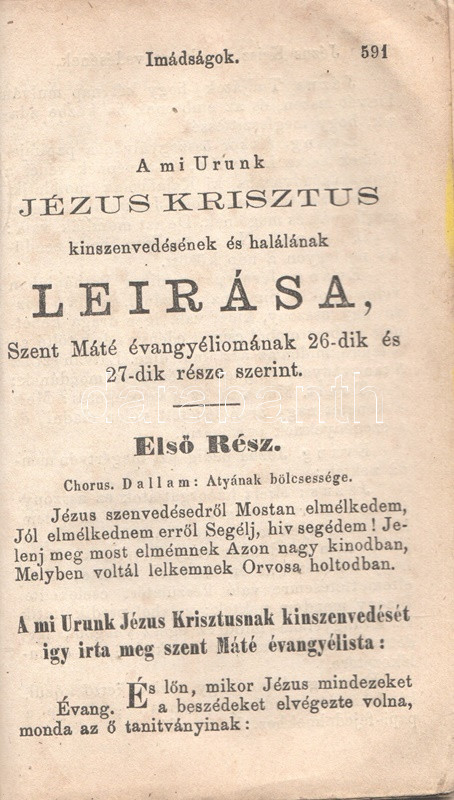 Imádságok. 591
A mi Urunk
JÉZUS KRISZTUS
kinszenvedésének és halálának
LEIRÁSA,
Szent Máté évangyéliomának 26-dik és
27-dik része szerint.
darabanth
Első Rész.
Chorus. Dallam: Atyának bölcsessége.
Jézus szenvedésedről Mostan elmélkedem,
Jól elmélkednem erről Segélj, hiv segédem! Je-
lenj meg most elmémnek Azon nagy kinodban,
Melyben voltál lelkemnek Orvosa holtodban.
A mi Urunk Jézus Krisztusnak kinszenvedését
igy irta meg szent Máté évangyélista:
És lőn, mikor Jézus mindezeket
Évang. a beszédeket elvégezte volna,
monda az ő tanitványinak: